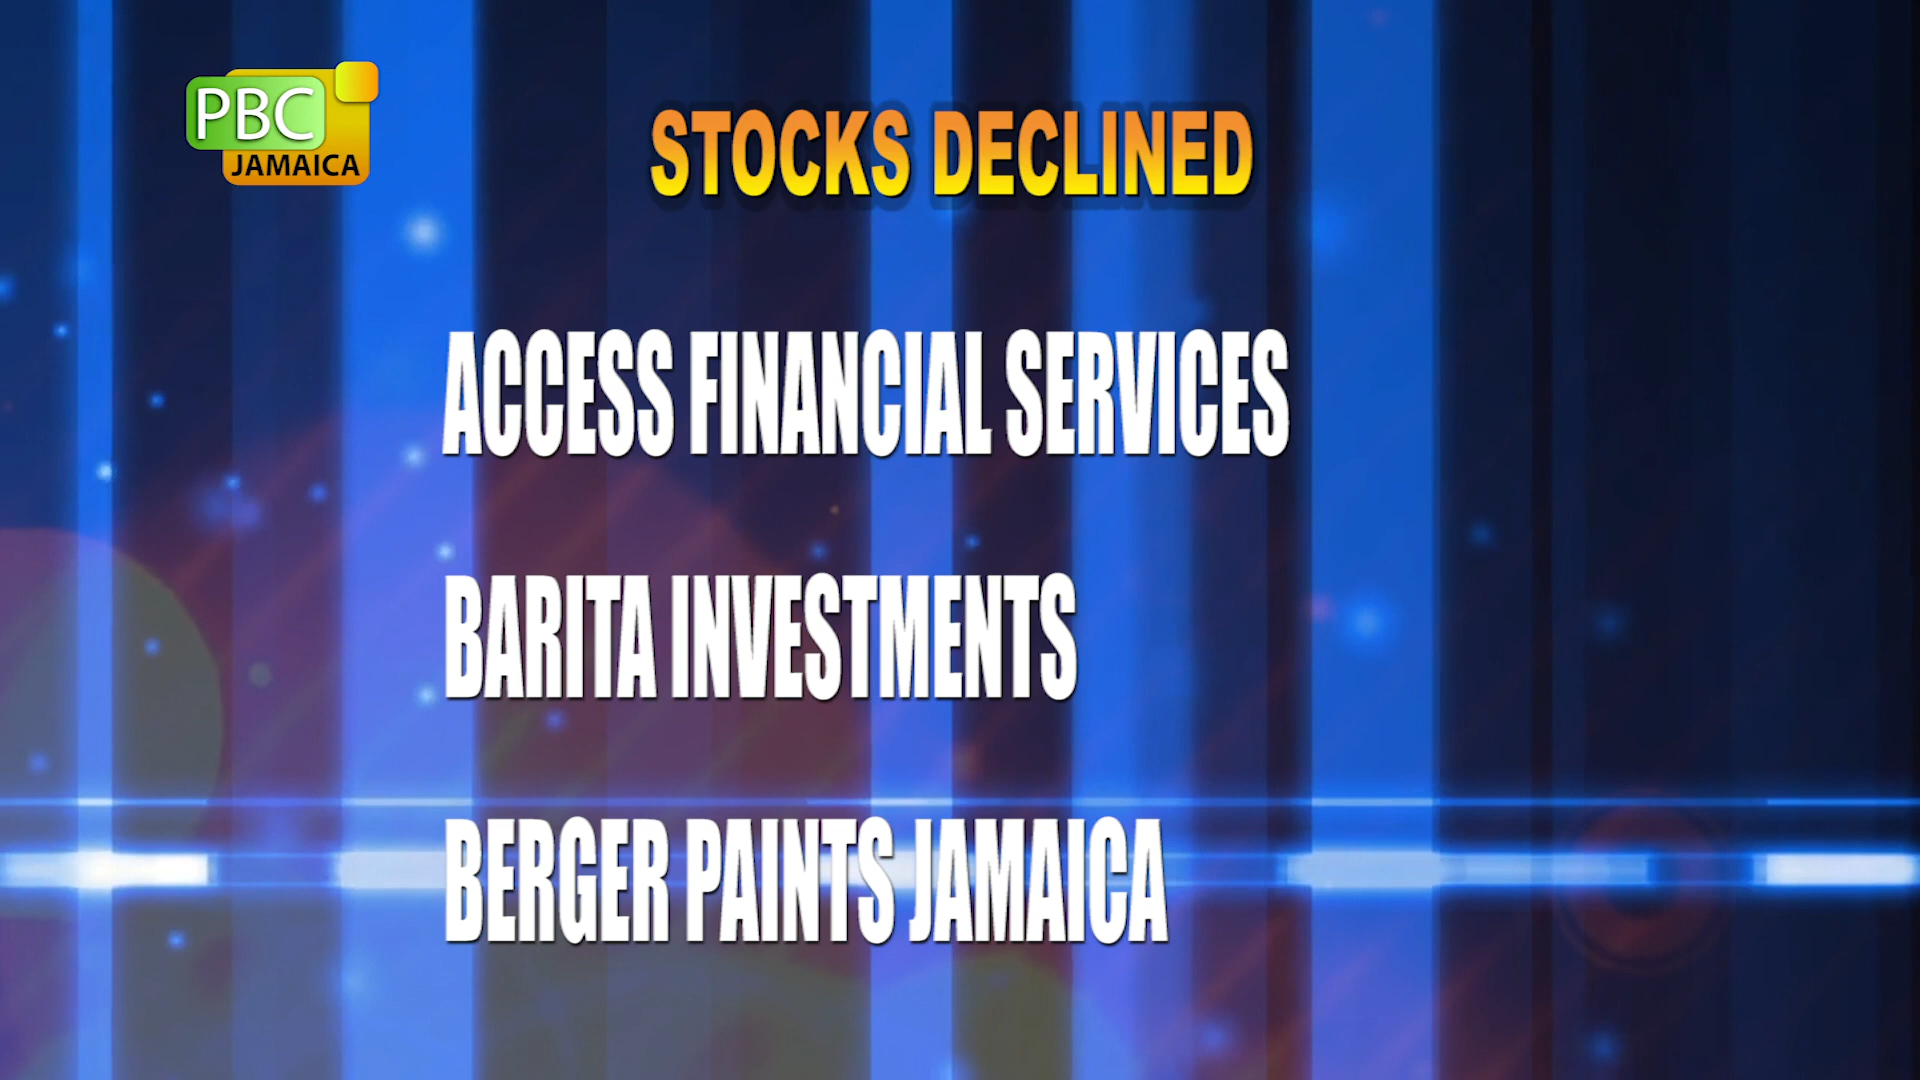 PBC
JAMAICA
STOCKS DECLINED
ACCESS FINANCIAL SERVICES
BARITA INVESTMENTS
BERGER PAINTS JAMAICA